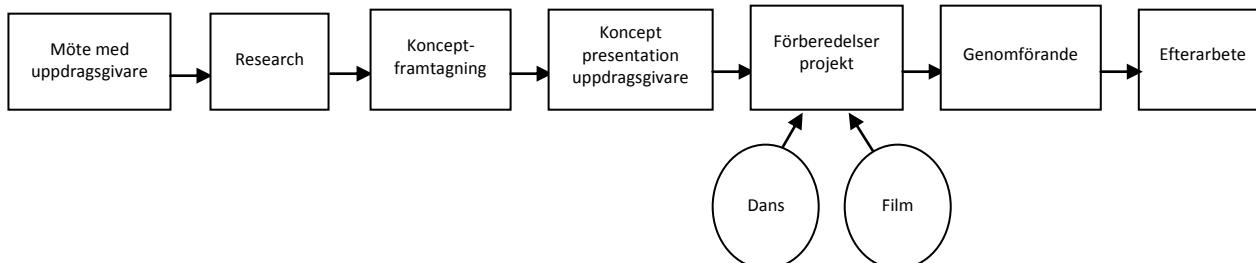 Möte med
uppdragsgivare
Research
Koncept-
framtagning
Koncept
presentation
uppdragsgivare
Förberedelser
projekt
Genomförande
Efterarbete
Dans
Film